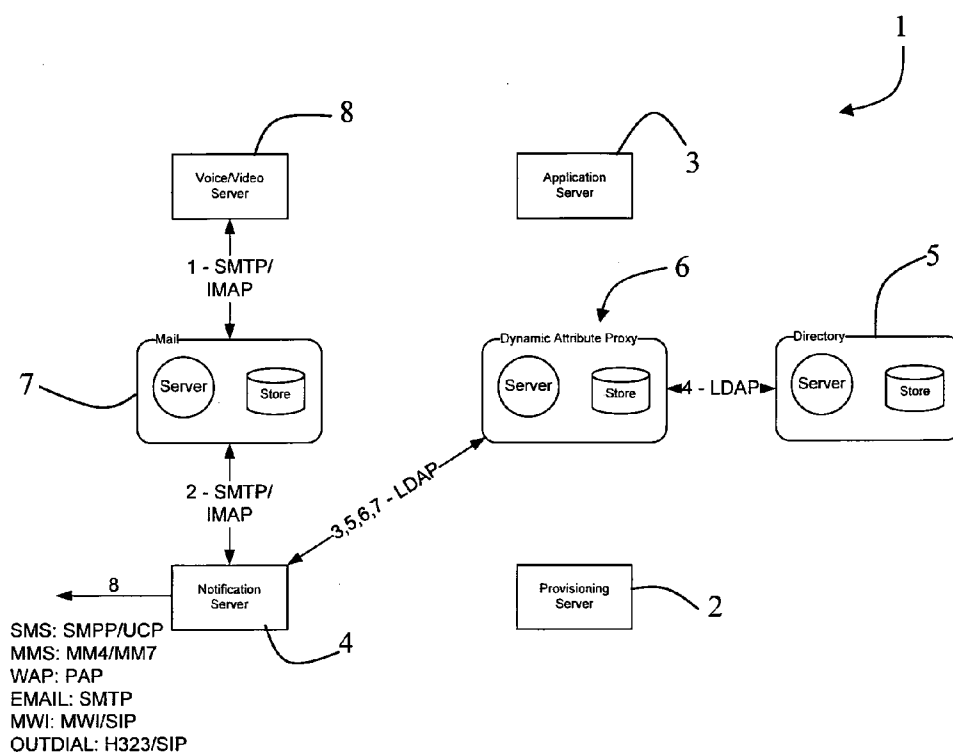 1
8
Voice/Video
Server
Application
Server
3
1 - SMTP/
IMAP
6
5
Mail
Server
Store
7
Dynamic Attribute Proxy
Server
Store
4 - LDAP
Directory
Server
Store
2 - SMTP/
IMAP
3,5,6,7 - LDAP
8
Notification
Server
4
Provisioning
Server
2
SMS: SMPP/UCP
MMS: MM4/MM7
WAP: PAP
EMAIL: SMTP
MWI: MWI/SIP
OUTDIAL: H323/SIP